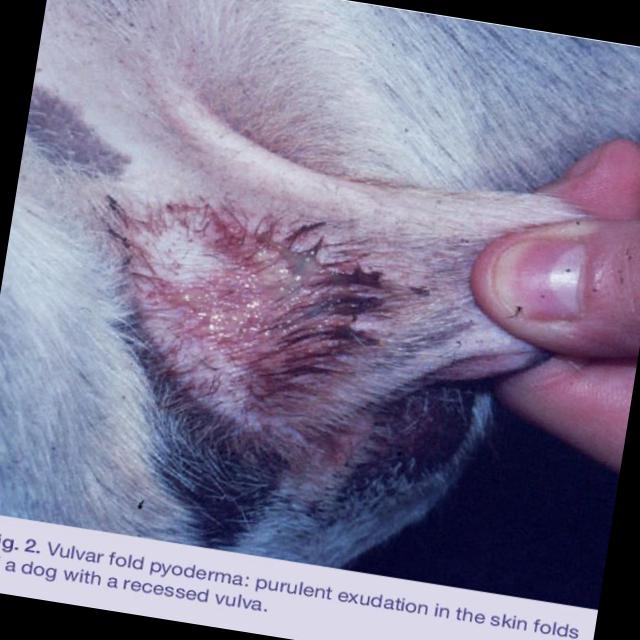 ig. 2. Vulvar fold pyoderma: purulent exudation in the skin folds
a dog with a recessed vulva.